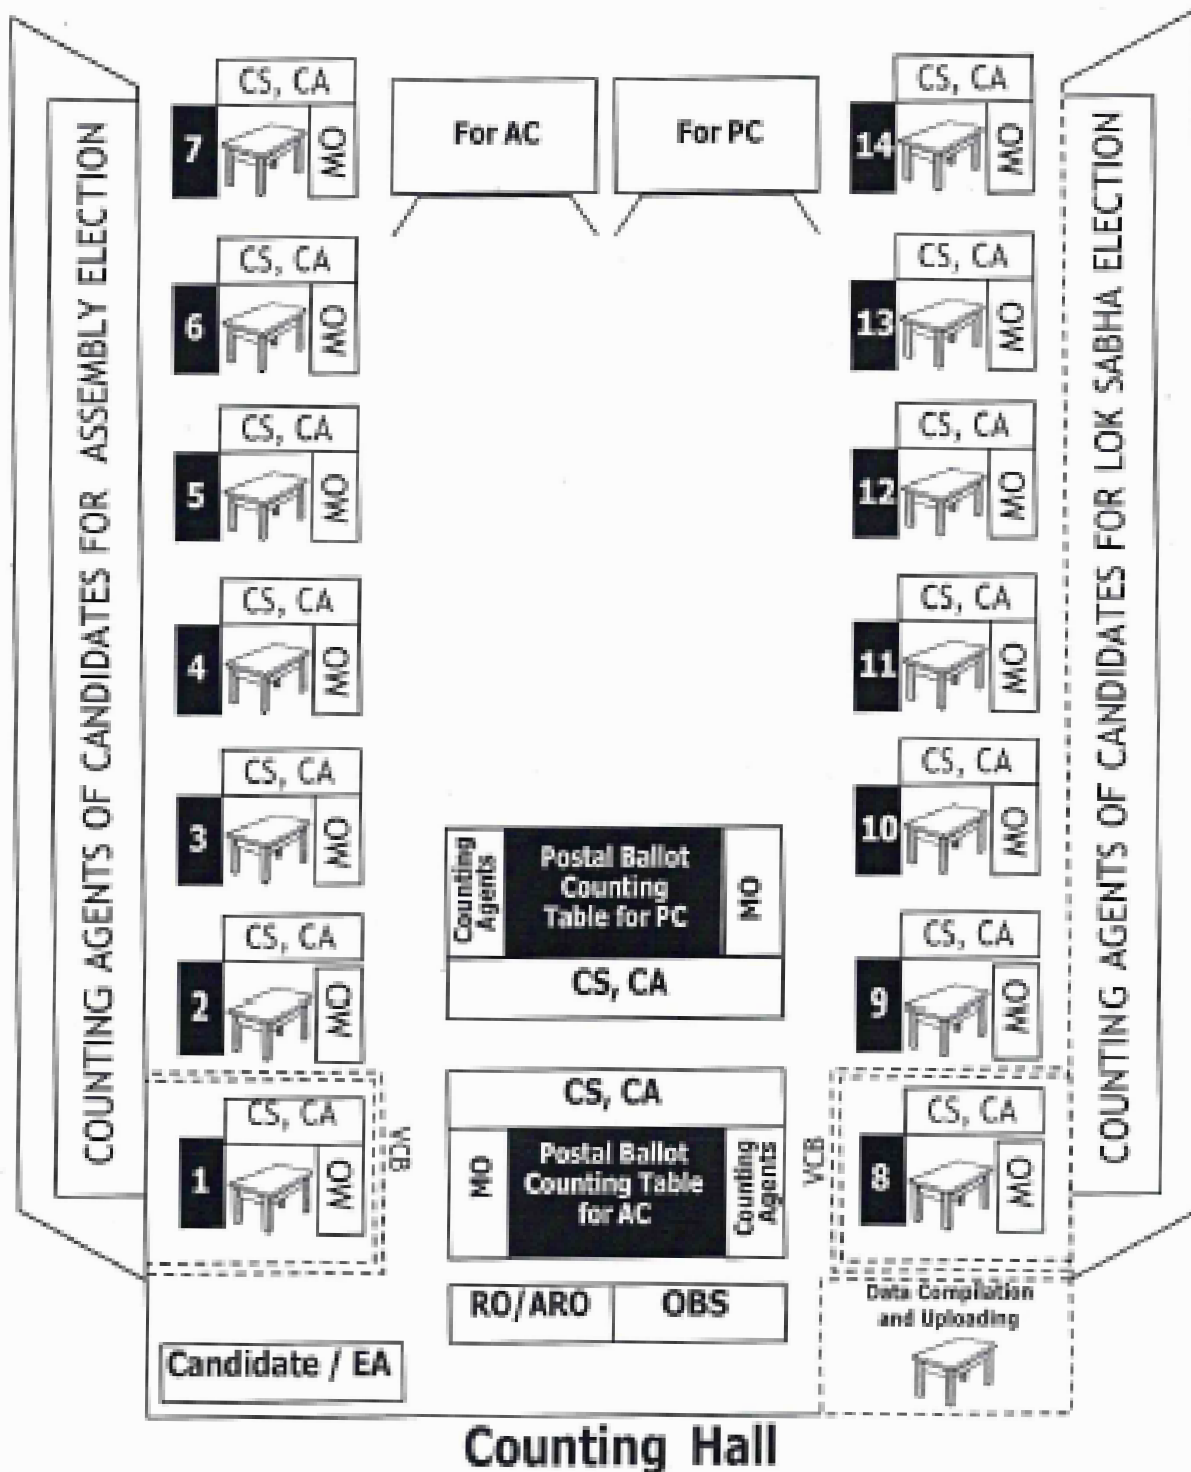 COUNTING AGENTS OF CANDIDATES FOR ASSEMBLY ELECTION
CS, CA
7
MO
CS, CA
6
MO
CS, CA
5
MO
CS, CA
4
MO
CS, CA
3
MO
CS, CA
2
MO
CS, CA
1
MO
VCB
For AC
For PC
Counting
Agents
Postal Ballot
Counting
Table for PC
MO
CS, CA
CS, CA
MO
Postal Ballot
Counting Table
for AC
Counting
Agents
RO/ARO
OBS
Candidate / EA
CS, CA
14
MO
CS, CA
13
MO
CS, CA
12
MO
CS, CA
11
MO
CS, CA
10
MO
CS, CA
9
MO
VCB
CS, CA
8
MO
Data Compilation
and Uploading
COUNTING AGENTS OF CANDIDATES FOR LOK SABHA ELECTION
Counting Hall